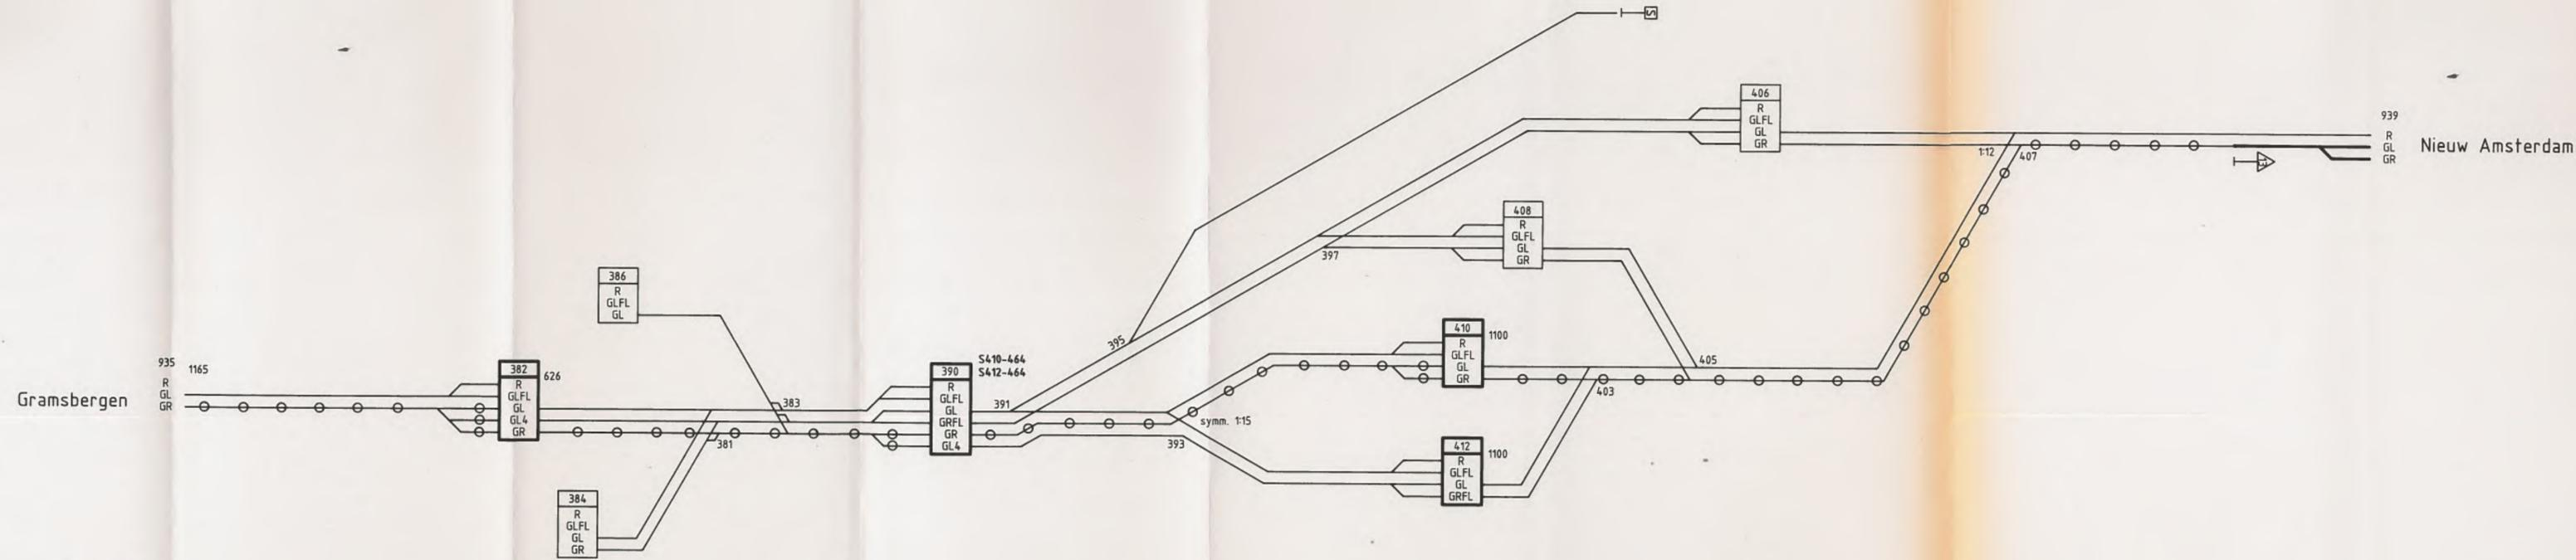 Gramsbergen
935 1165
R
GL
GR
382 626
R
GLFL
GL
GL4
GR
386
R
GLFL
GL
384
R
GLFL
GL
GR
381
383
390
R
GLFL
GL
GRFL
GR
GL4
S410-464
S412-464
391
393
395
397
symm. 1:15
S
406
R
GLFL
GL
GR
408
R
GLFL
GL
GR
410 1100
R
GLFL
GL
GR
412 1100
R
GLFL
GL
GRFL
403
405
1:12
407
13
939
R
GL
GR
Nieuw Amsterdam